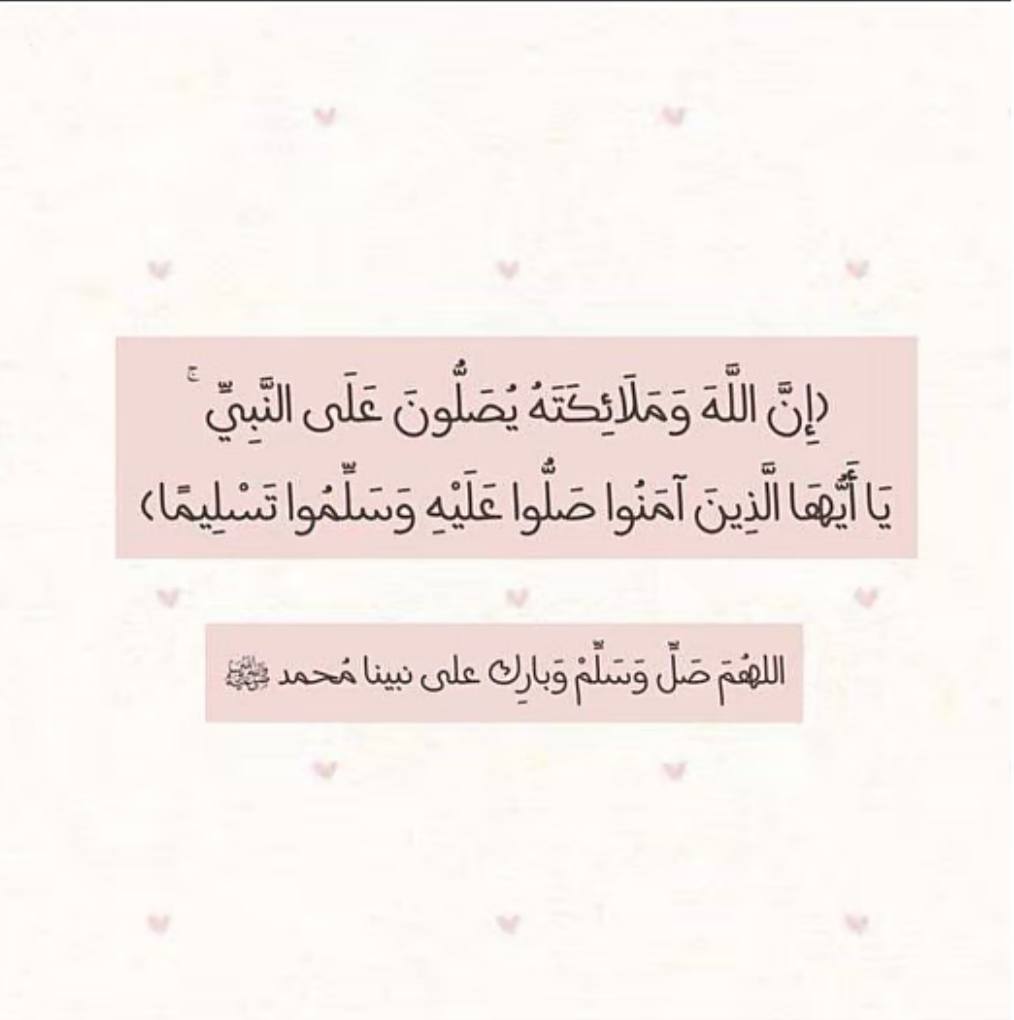 (إِنَّ اللَّهَ وَمَلَائِكَتَهُ يُصَلُّونَ عَلَى النَّبِيِّ ۚ
يَا أَيُّهَا الَّذِينَ آمَنُوا صَلُّوا عَلَيْهِ وَسَلِّمُوا تَسْلِيمًا)
اللهُمَ صَلِّ وَسَلِّمْ وَبارِك على نبينا مُحمد ﷺ